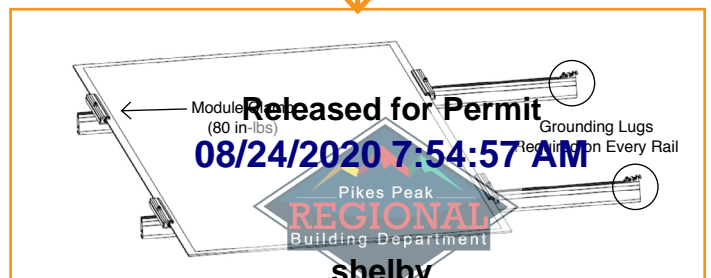 Module Clamp
(80 in-lbs)
Released for Permit
08/24/2020 7:54:57 AM
Grounding Lugs
Required on Every Rail
Pikes Peak
REGIONAL
Building Department
shelby